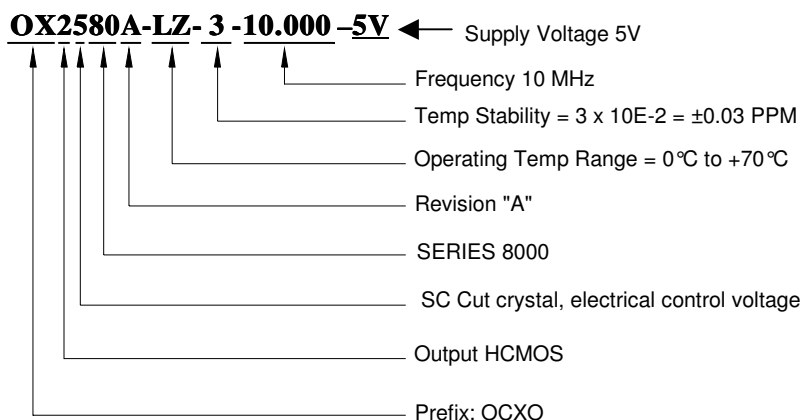 OX2580A-LZ- 3 -10.000 –5V
Supply Voltage 5V
Frequency 10 MHz
Temp Stability = 3 x 10E-2 = ±0.03 PPM
Operating Temp Range = 0°C to +70°C
Revision "A"
SERIES 8000
SC Cut crystal, electrical control voltage
Output HCMOS
Prefix: OCXO